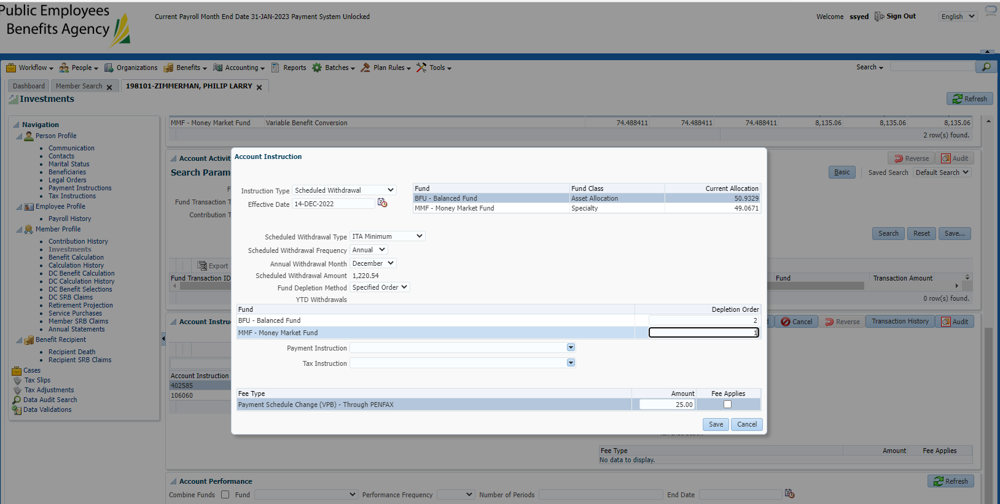 Public Employees
Benefits Agency
Current Payroll Month End Date 31-JAN-2023 Payment System Unlocked
Welcome ssyed Sign Out English
Workflow People Organizations Benefits Accounting Reports Batches Plan Rules Tools Search
Dashboard Member Search 198101-ZIMMERMAN, PHILIP LARRY
Investments Refresh
Navigation
Person Profile
Communication
Contacts
Marital Status
Beneficiaries
Legal Orders
Payment Instructions
Tax Instructions
Employee Profile
Payroll History
Member Profile
Contribution History
Investments
Benefit Calculation
Calculation History
DC Benefit Calculation
DC Calculation History
DC Benefit Selections
DC SRB Claims
Retirement Projection
Service Purchases
Member SRB Claims
Annual Statements
Benefit Recipient
Recipient Death
Recipient SRB Claims
Cases
Tax Slips
Tax Adjustments
Data Audit Search
Data Validations
MMF - Money Market Fund Variable Benefit Conversion 74.488411 74.488411 74.488411 8,135.06 8,135.06 8,135.06
2 row(s) found.
Account Activi Reverse Audit
Search Param Basic Saved Search Default Search
F
Fund Transaction T
Contribution T
Search Reset Save...
Export
Fund Transaction ID Fund Transaction Amount
0 row(s) found.
Account Instruc Cancel Reverse Transaction History Audit
Account Instruction
402585
106060
Account Instruction
Instruction Type Scheduled Withdrawal
Effective Date 14-DEC-2022
Fund Fund Class Current Allocation
BFU - Balanced Fund Asset Allocation 50.9329
MMF - Money Market Fund Specialty 49.0671
Scheduled Withdrawal Type ITA Minimum
Scheduled Withdrawal Frequency Annual
Annual Withdrawal Month December
Scheduled Withdrawal Amount 1,220.54
Fund Depletion Method Specified Order
YTD Withdrawals
Fund Depletion Order
BFU - Balanced Fund 2
MMF - Money Market Fund 1
Payment Instruction
Tax Instruction
Fee Type Amount Fee Applies
Payment Schedule Change (VPB) - Through PENFAX 25.00
Save Cancel
Fee Type Amount Fee Applies
No data to display.
Account Performance Refresh
Combine Funds Fund Performance Frequency Number of Periods End Date